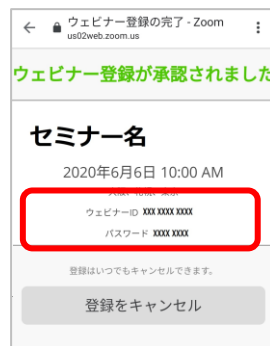 ウェビナー登録の完了 - Zoom
us02web.zoom.us
ウェビナー登録が承認されました
セミナー名
2020年6月6日 10:00 AM
ウェビナーID XXX XXXX XXXX
パスワード XXXX XXXX
登録はいつでもキャンセルできます。
登録をキャンセル